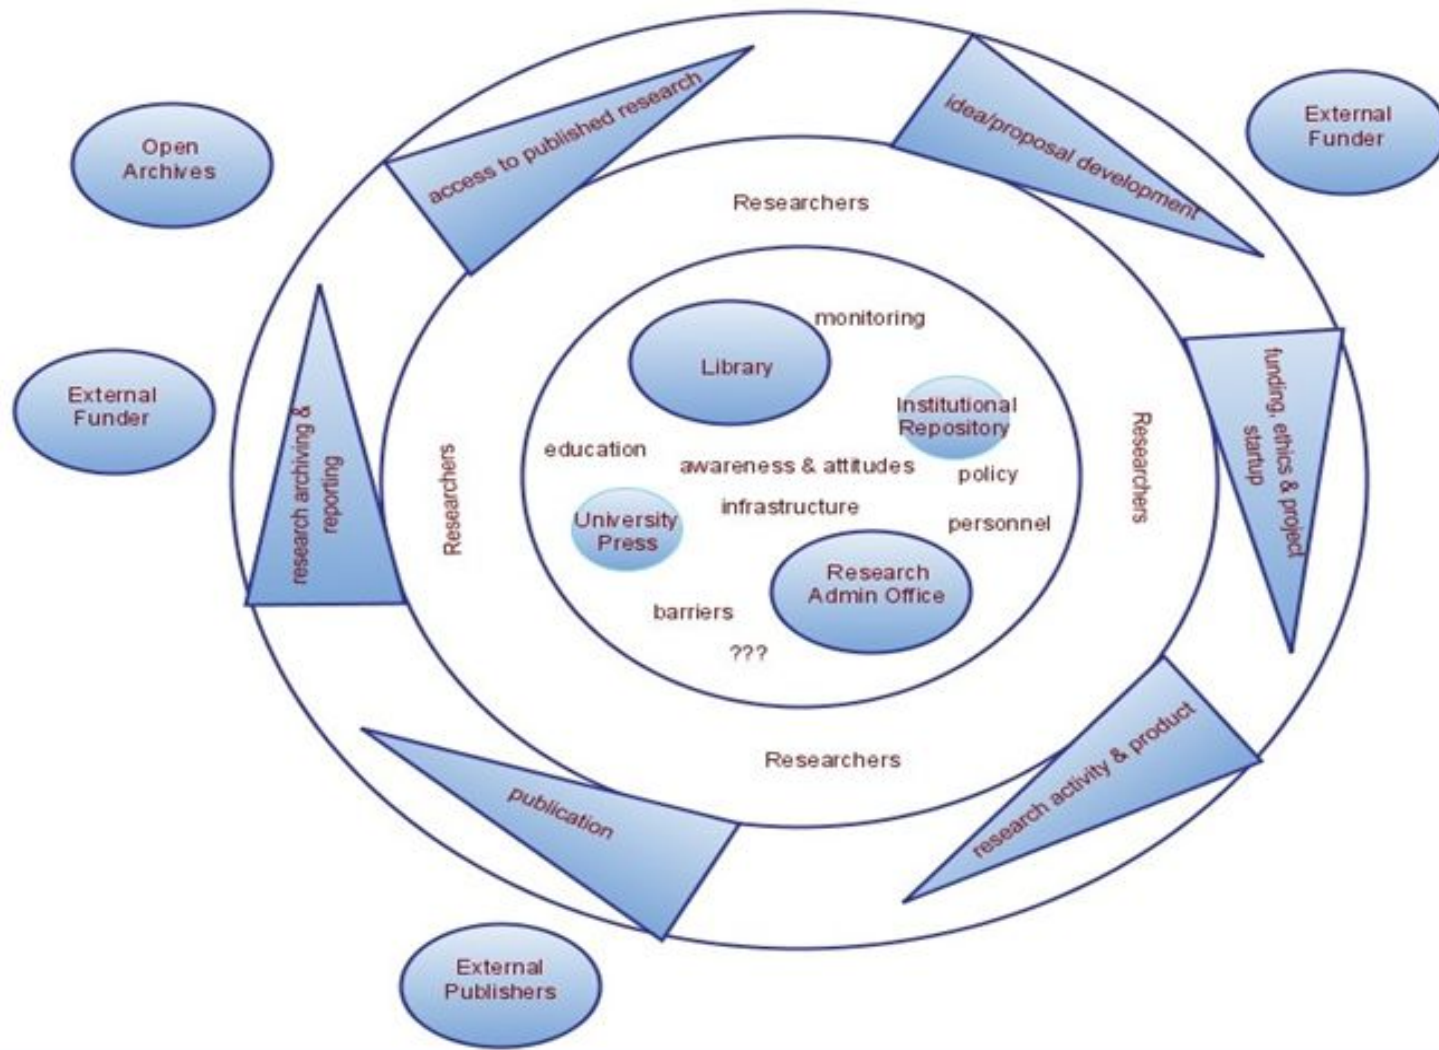 Open
Archives
access to published research
idea/proposal development
External
Funder
Researchers
Library
monitoring
Institutional
Repository
education
awareness & attitudes
policy
infrastructure
personnel
University
Press
Research
Admin Office
barriers
???
Researchers
Researchers
funding, ethics & project
startup
External
Funder
research archiving &
reporting
Researchers
research activity & product
publication
External
Publishers